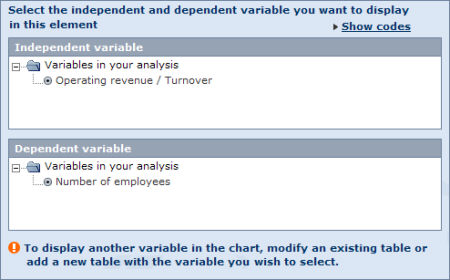 Select the independent and dependent variable you want to display
in this element
Show codes
Independent variable
Variables in your analysis
Operating revenue / Turnover
Dependent variable
Variables in your analysis
Number of employees
To display another variable in the chart, modify an existing table or
add a new table with the variable you wish to select.